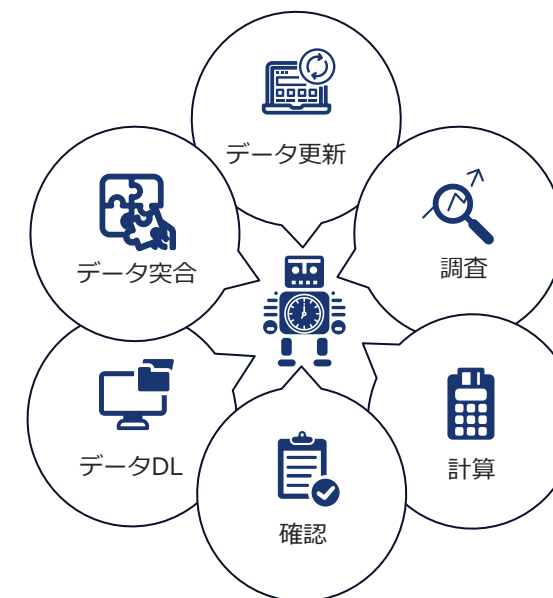 データ更新
データ突合
調査
データDL
計算
確認